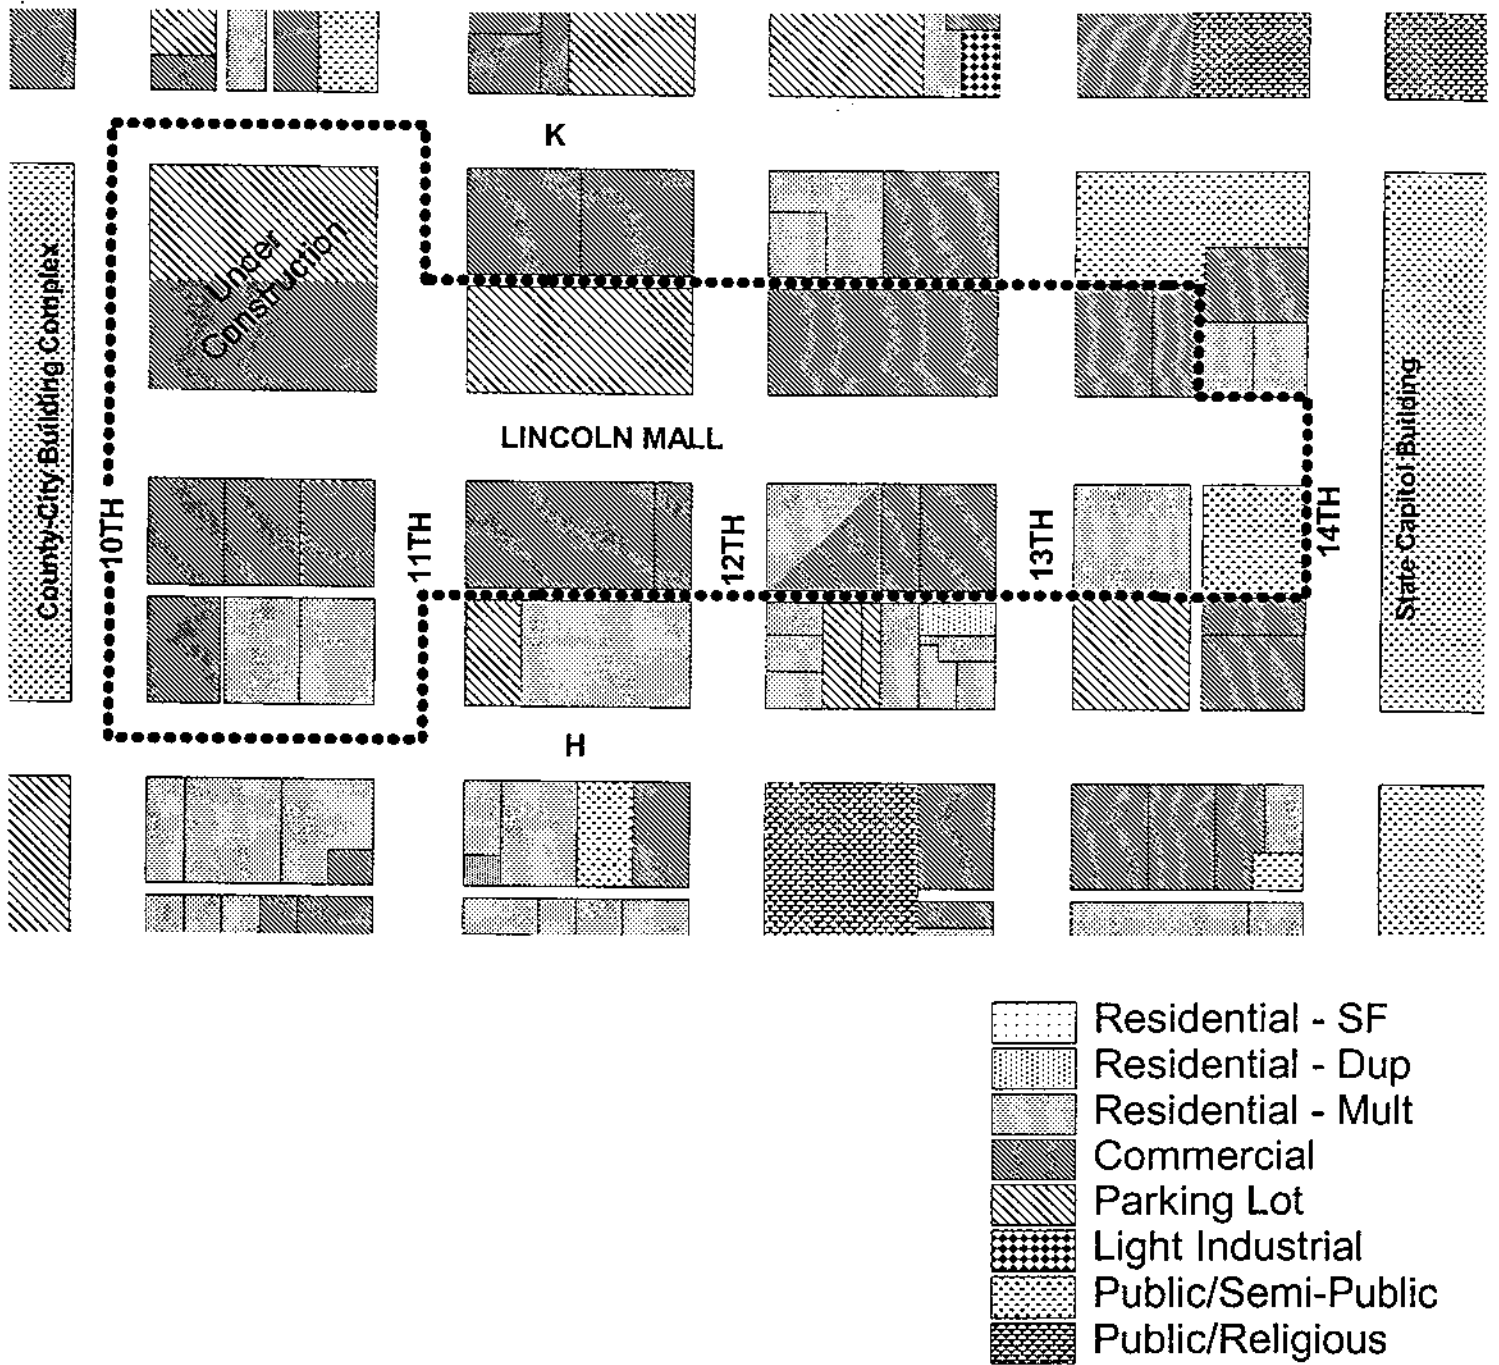 K
Under
Construction
County-City Building Complex
LINCOLN MALL
State Capitol Building
10TH
11TH
12TH
13TH
14TH
H
Residential - SF
Residential - Dup
Residential - Mult
Commercial
Parking Lot
Light Industrial
Public/Semi-Public
Public/Religious